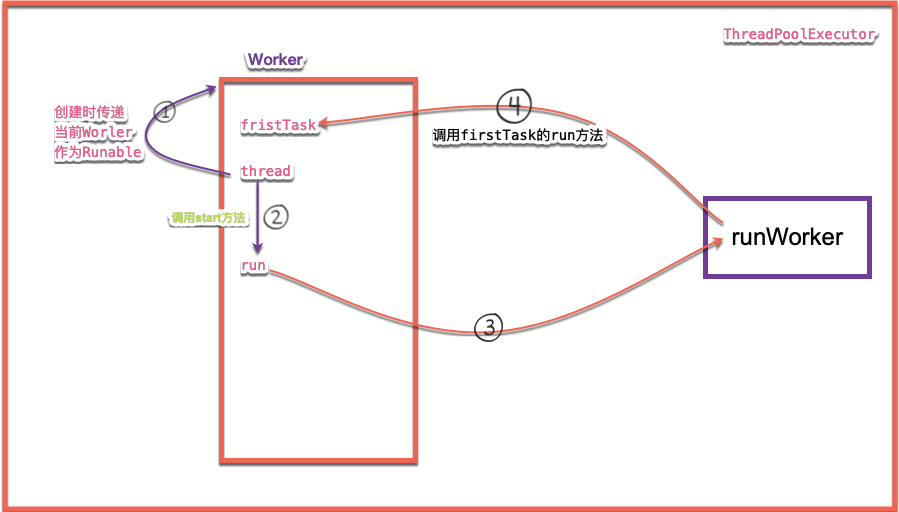 ThreadPoolExecutor
Worker
创建时传递
当前Worler
作为Runable
①
fristTask
④
调用firstTask的run方法
thread
调用start方法
②
run
runWorker
③